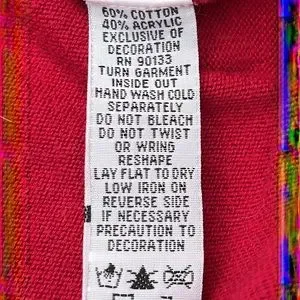 60% COTTON
40% ACRYLIC
EXCLUSIVE OF
DECORATION
RN 90133
TURN GARMENT
INSIDE OUT
HAND WASH COLD
SEPARATELY
DO NOT BLEACH
DO NOT TWIST
OR WRING
RESHAPE
LAY FLAT TO DRY
LOW IRON ON
REVERSE SIDE
IF NECESSARY
PRECAUTION TO
DECORATION